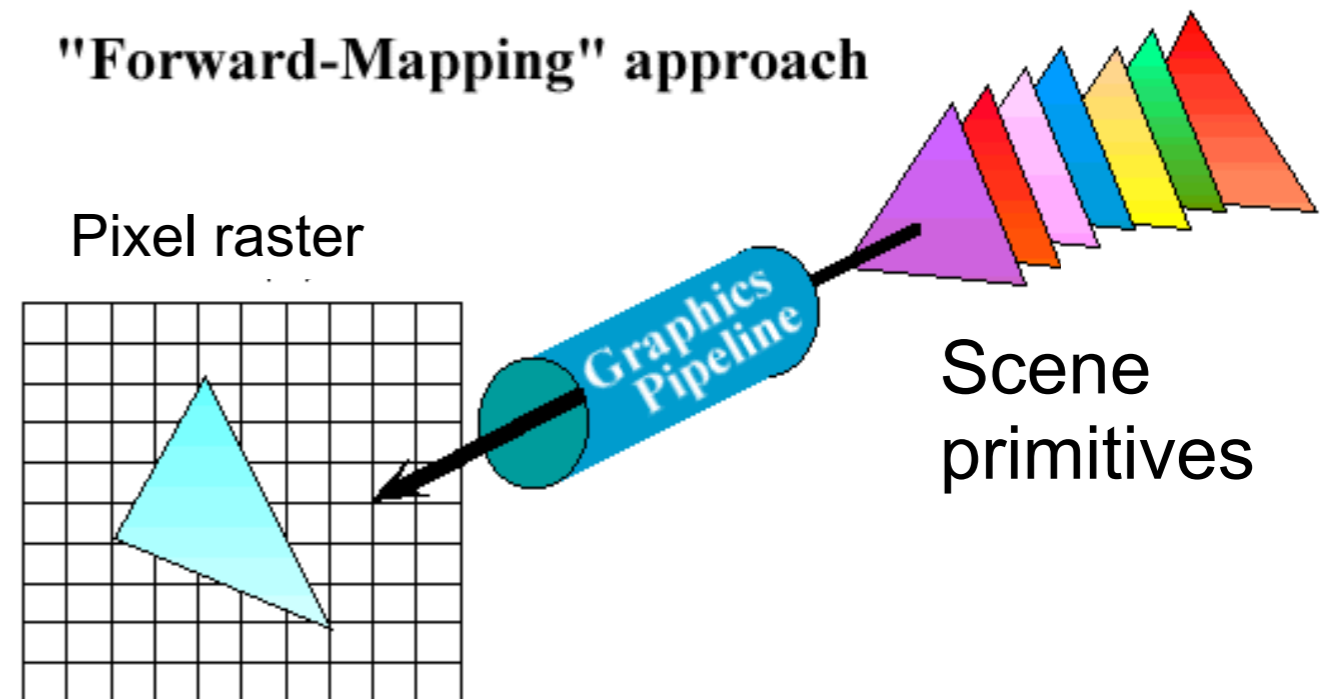 "Forward-Mapping" approach
Pixel raster
Graphics
Pipeline
Scene
primitives